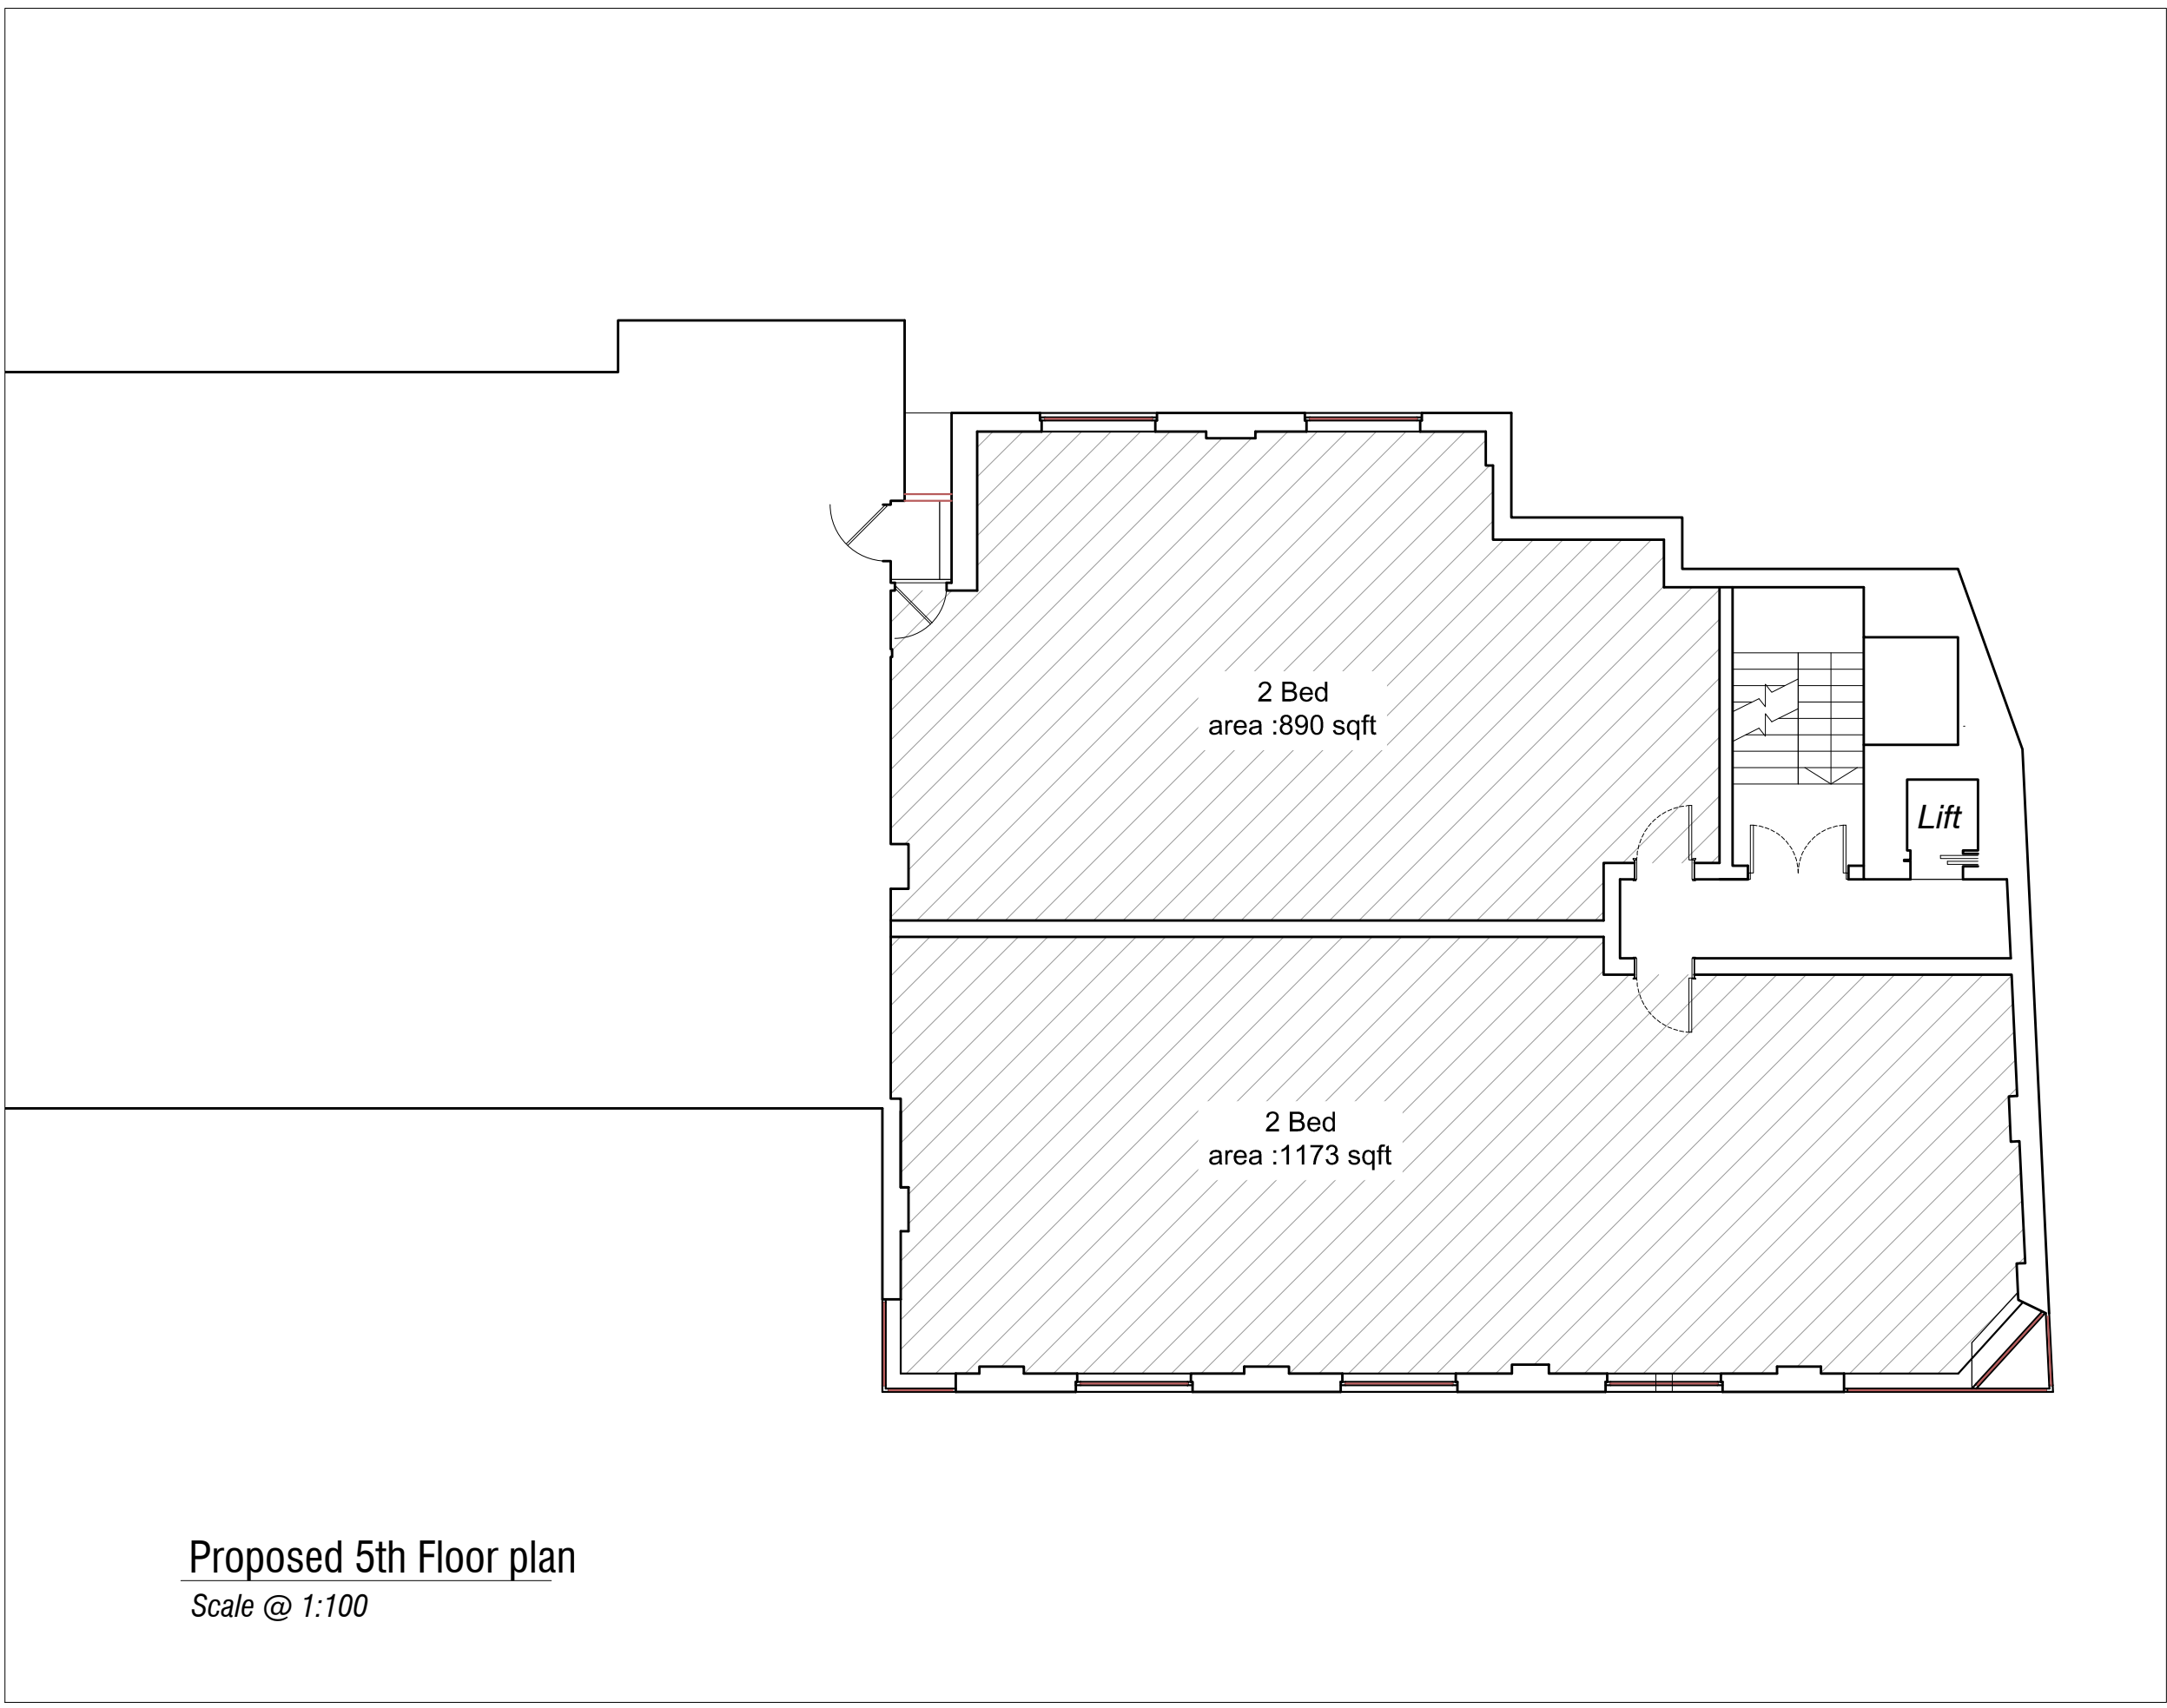 2 Bed
area :890 sqft
Lift
2 Bed
area :1173 sqft
Proposed 5th Floor plan
Scale @ 1:100